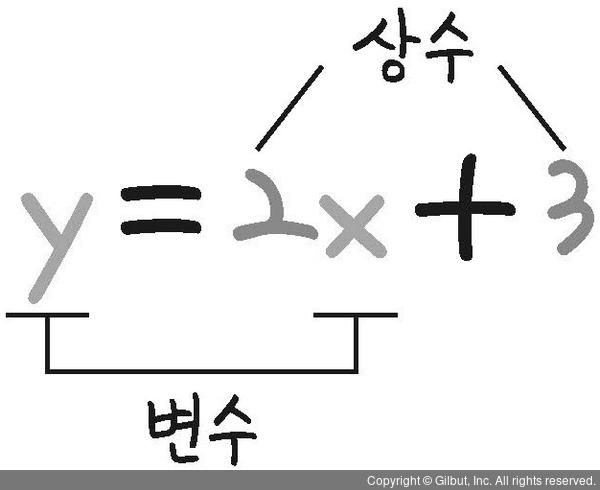 상수
y = 2x + 3
변수
Copyright © Gilbut, Inc. All rights reserved.